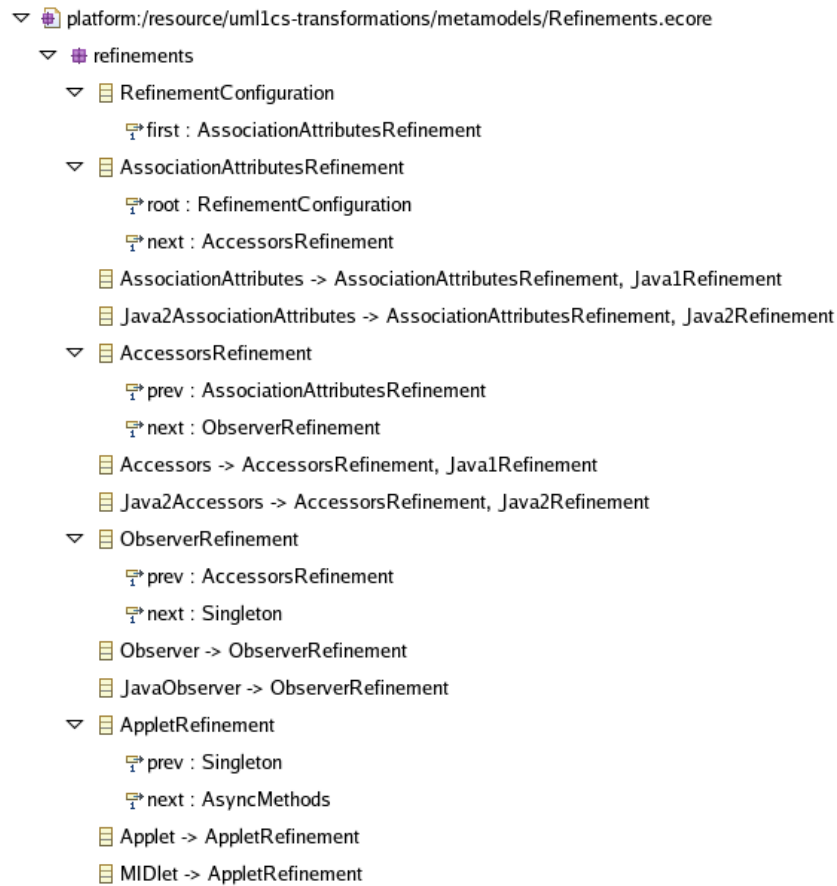 platform:/resource/uml1cs-transformations/metamodels/Refinements.ecore
refinements
RefinementConfiguration
first : AssociationAttributesRefinement
AssociationAttributesRefinement
root : RefinementConfiguration
next : AccessorsRefinement
AssociationAttributes -> AssociationAttributesRefinement, Java1Refinement
Java2AssociationAttributes -> AssociationAttributesRefinement, Java2Refinement
AccessorsRefinement
prev : AssociationAttributesRefinement
next : ObserverRefinement
Accessors -> AccessorsRefinement, Java1Refinement
Java2Accessors -> AccessorsRefinement, Java2Refinement
ObserverRefinement
prev : AccessorsRefinement
next : Singleton
Observer -> ObserverRefinement
JavaObserver -> ObserverRefinement
AppletRefinement
prev : Singleton
next : AsyncMethods
Applet -> AppletRefinement
MIDlet -> AppletRefinement